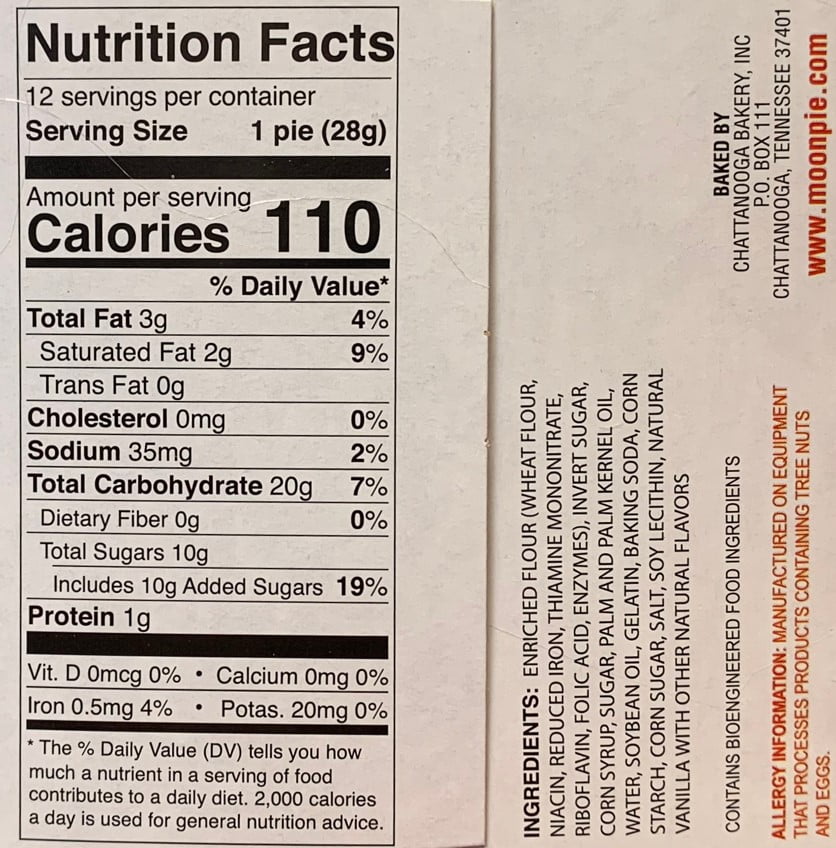 Nutrition Facts
12 servings per container
Serving Size 1 pie (28g)
Amount per serving
Calories 110
% Daily Value*
Total Fat 3g 4%
Saturated Fat 2g 9%
Trans Fat 0g
Cholesterol 0mg 0%
Sodium 35mg 2%
Total Carbohydrate 20g 7%
Dietary Fiber 0g 0%
Total Sugars 10g
Includes 10g Added Sugars 19%
Protein 1g
Vit. D 0mcg 0% • Calcium 0mg 0%
Iron 0.5mg 4% • Potas. 20mg 0%
* The % Daily Value (DV) tells you how
much a nutrient in a serving of food
contributes to a daily diet. 2,000 calories
a day is used for general nutrition advice.
INGREDIENTS: ENRICHED FLOUR (WHEAT FLOUR,
NIACIN, REDUCED IRON, THIAMINE MONONITRATE,
RIBOFLAVIN, FOLIC ACID, ENZYMES), INVERT SUGAR,
CORN SYRUP, SUGAR, PALM AND PALM KERNEL OIL,
WATER, SOYBEAN OIL, GELATIN, BAKING SODA, CORN
STARCH, CORN SUGAR, SALT, SOY LECITHIN, NATURAL
VANILLA WITH OTHER NATURAL FLAVORS
CONTAINS BIOENGINEERED FOOD INGREDIENTS
ALLERGY INFORMATION: MANUFACTURED ON EQUIPMENT
THAT PROCESSES PRODUCTS CONTAINING TREE NUTS
AND EGGS.
BAKED BY
CHATTANOOGA BAKERY, INC
P.O. BOX 111
CHATTANOOGA, TENNESSEE 37401
www.moonpie.com